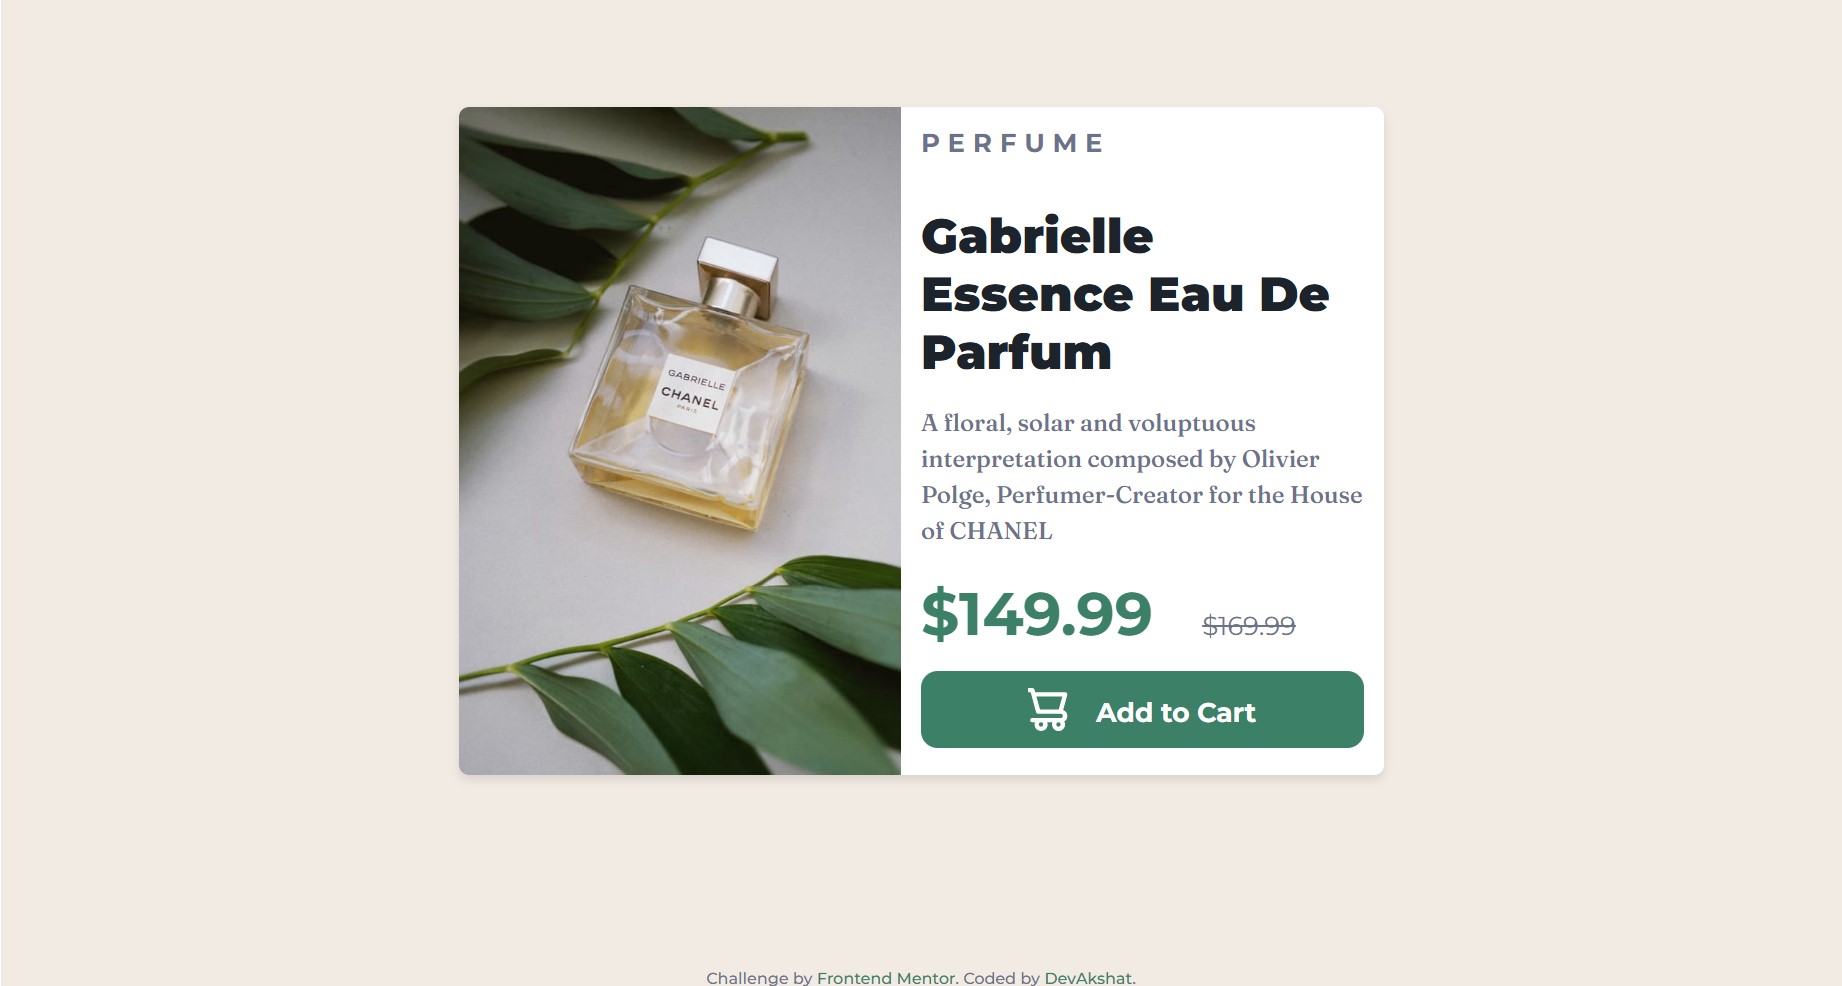 GABRIELLE
CHANEL
PARIS
PERFUME
Gabrielle
Essence Eau De
Parfum
A floral, solar and voluptuous
interpretation composed by Olivier
Polge, Perfumer-Creator for the House
of CHANEL
$149.99 $169.99
Add to Cart
Challenge by Frontend Mentor. Coded by DevAkshat.